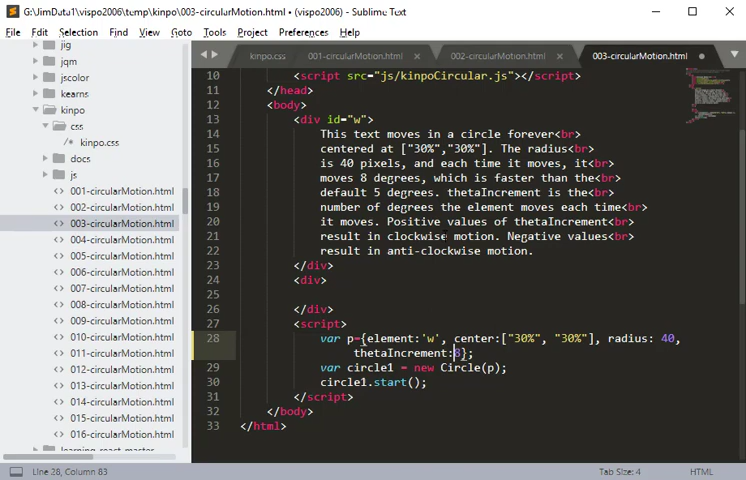 G:\JimData1\vispo2006\temp\kinpo\003-circularMotion.html • (vispo2006) - Sublime Text
File Edit Selection Find View Goto Tools Project Preferences Help
jig
jqm
jscolor
kearns
kinpo
css
/* kinpo.css
docs
js
<> 001-circularMotion.html
<> 002-circularMotion.html
<> 003-circularMotion.html
<> 004-circularMotion.html
<> 005-circularMotion.html
<> 006-circularMotion.html
<> 007-circularMotion.html
<> 008-circularMotion.html
<> 009-circularMotion.html
<> 010-circularMotion.html
<> 011-circularMotion.html
<> 012-circularMotion.html
<> 013-circularMotion.html
<> 014-circularMotion.html
<> 015-circularMotion.html
<> 016-circularMotion.html
learning react master
kinpo.css 001-circularMotion.html × 002-circularMotion.html × 003-circularMotion.html
10 <script src="js/kinpoCircular.js"></script>
11 </head>
12 <body>
13 <div id="w">
14 This text moves in a circle forever<br>
15 centered at ["30%","30%"]. The radius<br>
16 is 40 pixels, and each time it moves, it<br>
17 moves 8 degrees, which is faster than the<br>
18 default 5 degrees. thetaIncrement is the<br>
19 number of degrees the element moves each time<br>
20 it moves. Positive values of thetaIncrement<br>
21 result in clockwise motion. Negative values<br>
22 result in anti-clockwise motion.
23 </div>
24 <div>
25
26 </div>
27 <script>
28 var p={element:'w', center:["30%", "30%"], radius: 40,
thetaIncrement:8};
29 var circle1 = new Circle(p);
30 circle1.start();
31 </script>
32 </body>
33 </html>
Line 28, Column 83 Tab Size: 4 HTML